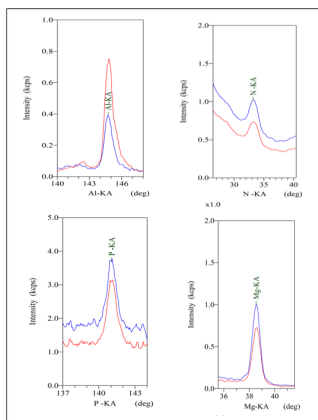 1.0
0.8
0.6
0.4
0.2
0.0
Intensity (kcps)
Al-KA
140 143 146
Al-KA (deg)
2.0
1.5
1.0
0.5
0.0
Intensity (kcps)
N-KA
30 35 40
N -KA (deg)
5.0
4.0
3.0
2.0
1.0
0.0
Intensity (kcps)
P -KA
137 140 143
P -KA (deg)
x1.0
2.0
1.5
1.0
0.5
0.0
Intensity (kcps)
Mg-KA
36 38 40
Mg-KA (deg)